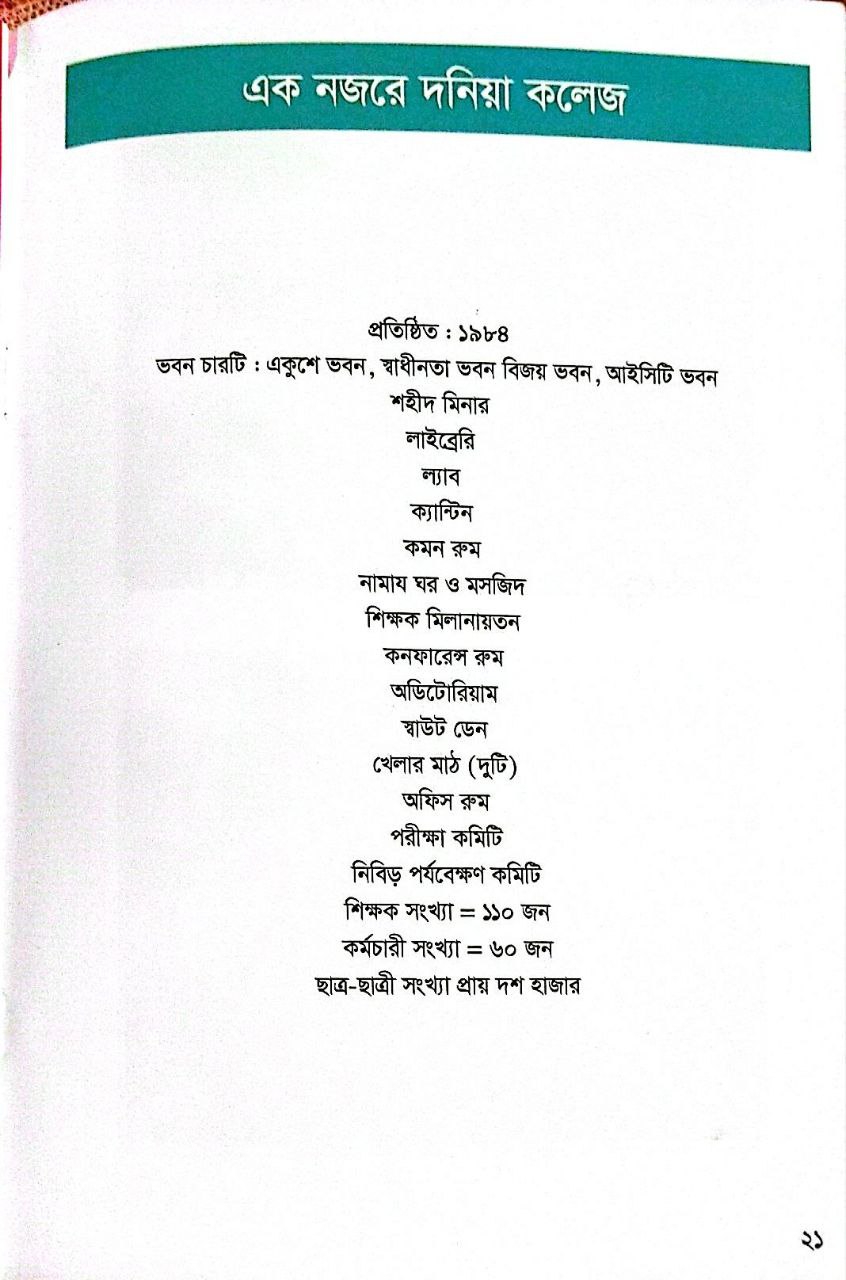 এক নজরে দনিয়া কলেজ
প্রতিষ্ঠিত : ১৯৮৪
ভবন চারটি : একুশে ভবন, স্বাধীনতা ভবন বিজয় ভবন, আইসিটি ভবন
শহীদ মিনার
লাইব্রেরি
ল্যাব
ক্যান্টিন
কমন রুম
নামায ঘর ও মসজিদ
শিক্ষক মিলানায়তন
কনফারেন্স রুম
অডিটোরিয়াম
স্কাউট ডেন
খেলার মাঠ (দুটি)
অফিস রুম
পরীক্ষা কমিটি
নিবিড় পর্যবেক্ষণ কমিটি
শিক্ষক সংখ্যা = ১১০ জন
কর্মচারী সংখ্যা = ৬০ জন
ছাত্র-ছাত্রী সংখ্যা প্রায় দশ হাজার
২১